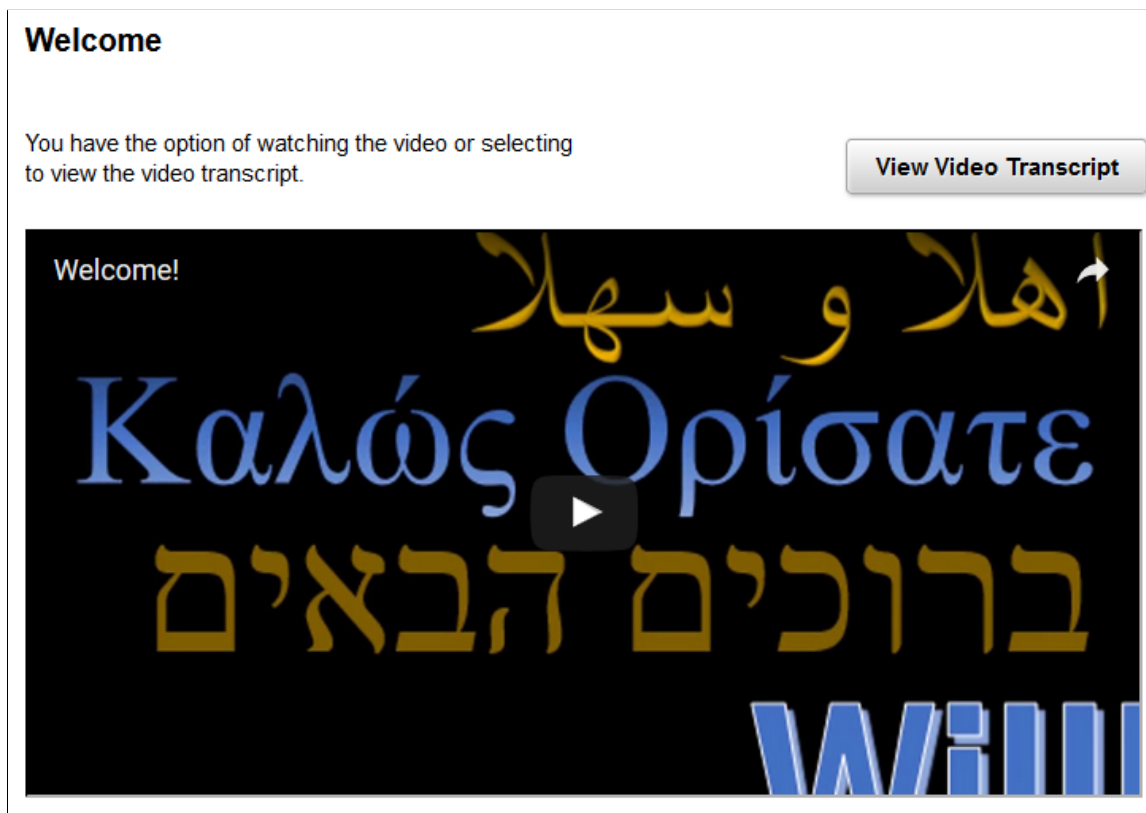 Welcome
You have the option of watching the video or selecting
to view the video transcript.
View Video Transcript
Welcome!
اهلا و سهلا
Καλώς Ορίσατε
ברוכים הבאים